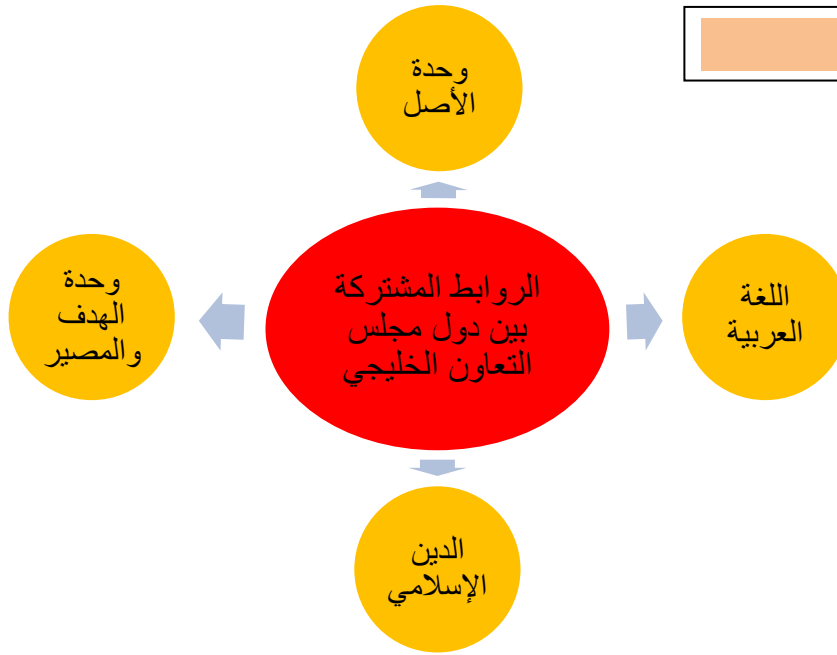 وحدة
الأصل
الروابط المشتركة
بين دول مجلس
التعاون الخليجي
اللغة
العربية
وحدة
الهدف
والمصير
الدين
الإسلامي